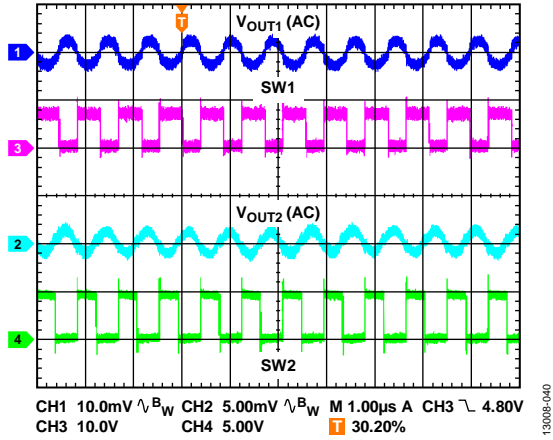 T
VOUT1 (AC)
1
SW1
3
VOUT2 (AC)
2
4
SW2
CH1 10.0mV ∿BW CH2 5.00mV ∿BW M 1.00µs A CH3 ﹨ 4.80V
CH3 10.0V CH4 5.00V T 30.20%
13008-040